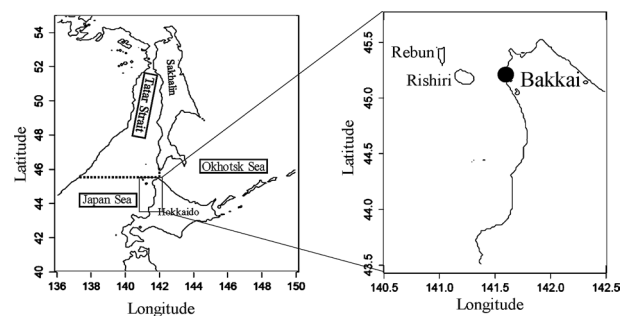 54
52
50
48
46
44
42
40
Latitude
136 138 140 142 144 146 148 150
Longitude
Tatar Strait
Sakhalin
Okhotsk Sea
Japan Sea
Hokkaido
45.5
45.0
44.5
44.0
43.5
Latitude
140.5 141.0 141.5 142.0 142.5
Longitude
Rebun
Rishiri
Bakkai